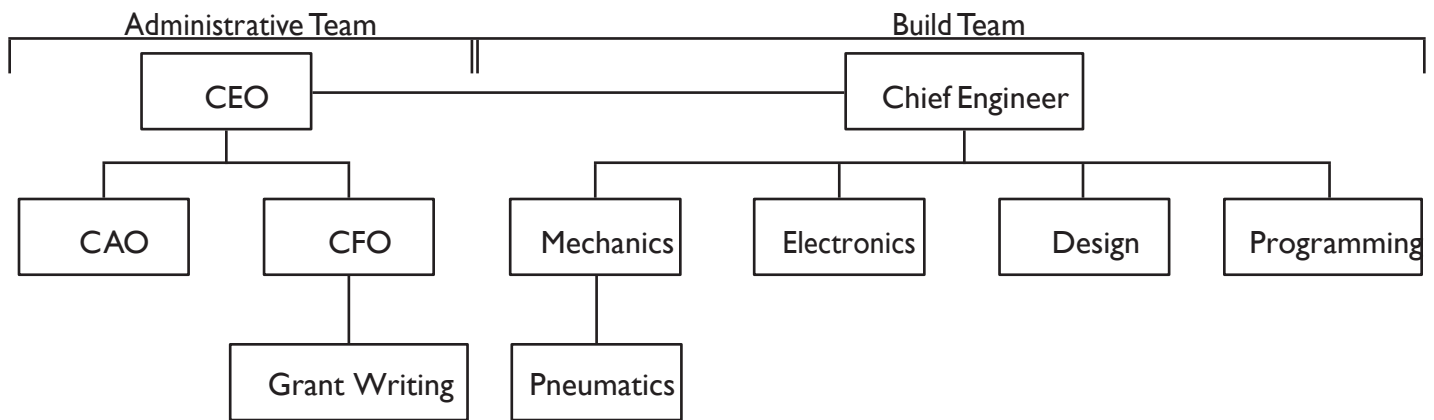 Administrative Team
Build Team
CEO
Chief Engineer
CAO
CFO
Mechanics
Electronics
Design
Programming
Grant Writing
Pneumatics